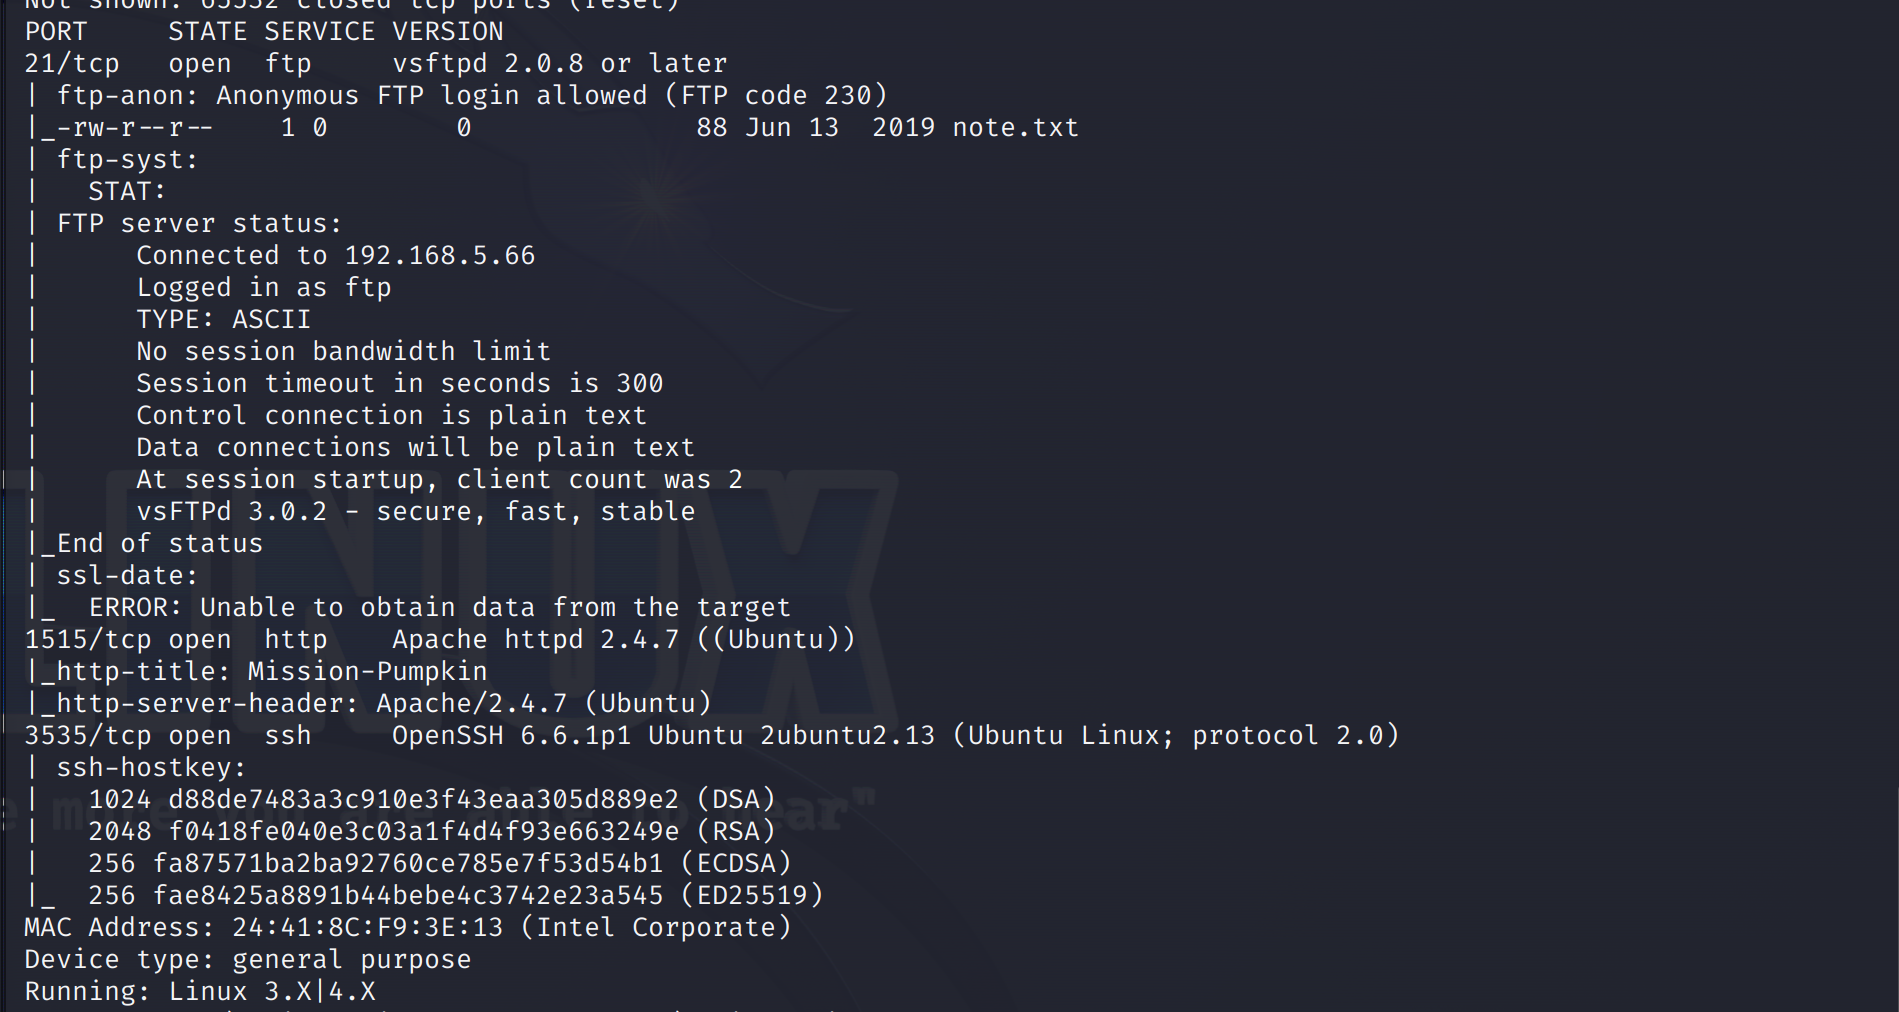 Not shown: 65532 closed tcp ports (reset)
PORT     STATE SERVICE VERSION
21/tcp   open  ftp     vsftpd 2.0.8 or later
| ftp-anon: Anonymous FTP login allowed (FTP code 230)
|_-rw-r--r--    1 0        0              88 Jun 13  2019 note.txt
| ftp-syst:
|   STAT:
| FTP server status:
|      Connected to 192.168.5.66
|      Logged in as ftp
|      TYPE: ASCII
|      No session bandwidth limit
|      Session timeout in seconds is 300
|      Control connection is plain text
|      Data connections will be plain text
|      At session startup, client count was 2
|      vsFTPd 3.0.2 - secure, fast, stable
|_End of status
| ssl-date:
|_  ERROR: Unable to obtain data from the target
1515/tcp open  http    Apache httpd 2.4.7 ((Ubuntu))
|_http-title: Mission-Pumpkin
|_http-server-header: Apache/2.4.7 (Ubuntu)
3535/tcp open  ssh     OpenSSH 6.6.1p1 Ubuntu 2ubuntu2.13 (Ubuntu Linux; protocol 2.0)
| ssh-hostkey:
|   1024 d88de7483a3c910e3f43eaa305d889e2 (DSA)
|   2048 f0418fe040e3c03a1f4d4f93e663249e (RSA)
|   256 fa87571ba2ba92760ce785e7f53d54b1 (ECDSA)
|_  256 fae8425a8891b44bebe4c3742e23a545 (ED25519)
MAC Address: 24:41:8C:F9:3E:13 (Intel Corporate)
Device type: general purpose
Running: Linux 3.X|4.X